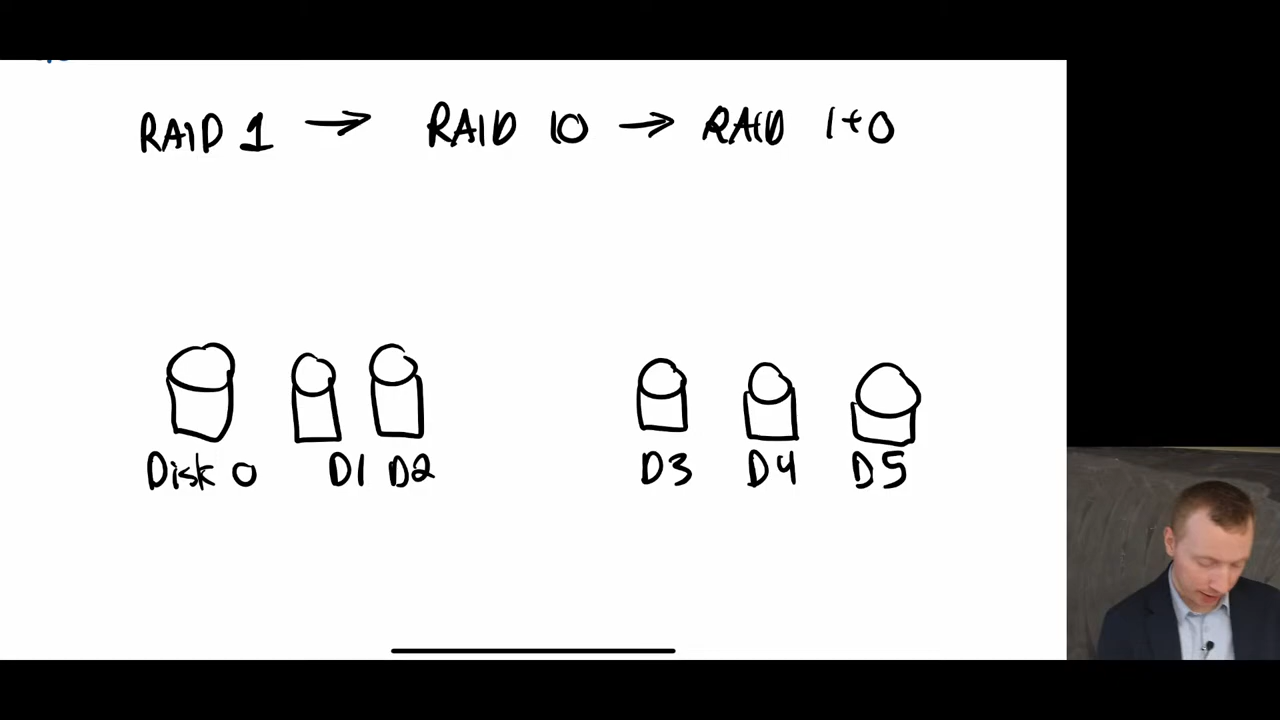 RAID 1 → RAID 10 → RAID 1+0
Disk 0 D1 D2 D3 D4 D5